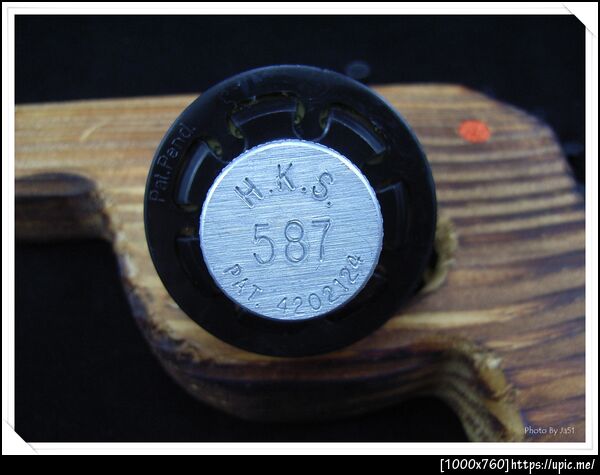 Pat.Pend.
H.K.S.
587
PAT. 4202124
Photo By Ja51
[1000x760]https://upic.me/